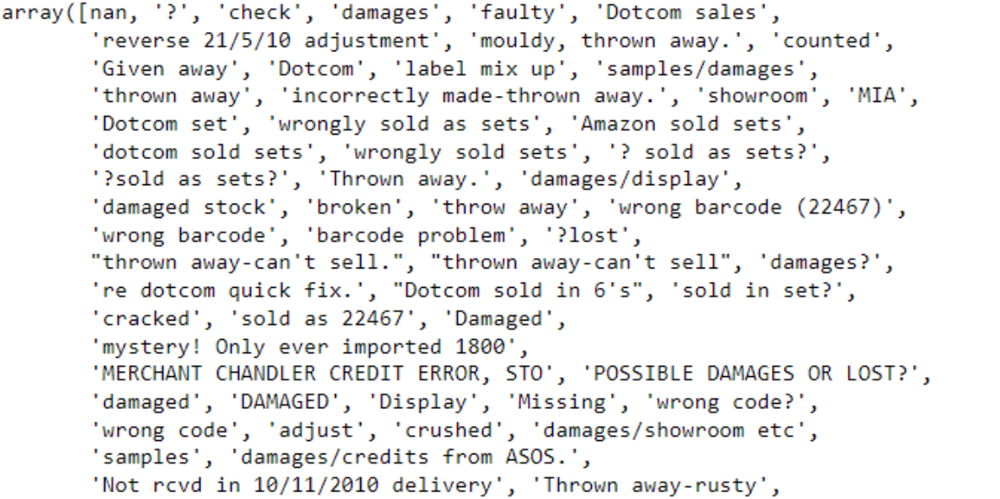 array([nan, '?', 'check', 'damages', 'faulty', 'Dotcom sales',
'reverse 21/5/10 adjustment', 'mouldy, thrown away.', 'counted',
'Given away', 'Dotcom', 'label mix up', 'samples/damages',
'thrown away', 'incorrectly made-thrown away.', 'showroom', 'MIA',
'Dotcom set', 'wrongly sold as sets', 'Amazon sold sets',
'dotcom sold sets', 'wrongly sold sets', '? sold as sets?',
'?sold as sets?', 'Thrown away.', 'damages/display',
'damaged stock', 'broken', 'throw away', 'wrong barcode (22467)',
'wrong barcode', 'barcode problem', '?lost',
"thrown away-can't sell.", "thrown away-can't sell", 'damages?',
're dotcom quick fix.', "Dotcom sold in 6's", 'sold in set?',
'cracked', 'sold as 22467', 'Damaged',
'mystery! Only ever imported 1800',
'MERCHANT CHANDLER CREDIT ERROR, STO', 'POSSIBLE DAMAGES OR LOST?',
'damaged', 'DAMAGED', 'Display', 'Missing', 'wrong code?',
'wrong code', 'adjust', 'crushed', 'damages/showroom etc',
'samples', 'damages/credits from ASOS.',
'Not rcvd in 10/11/2010 delivery', 'Thrown away-rusty',